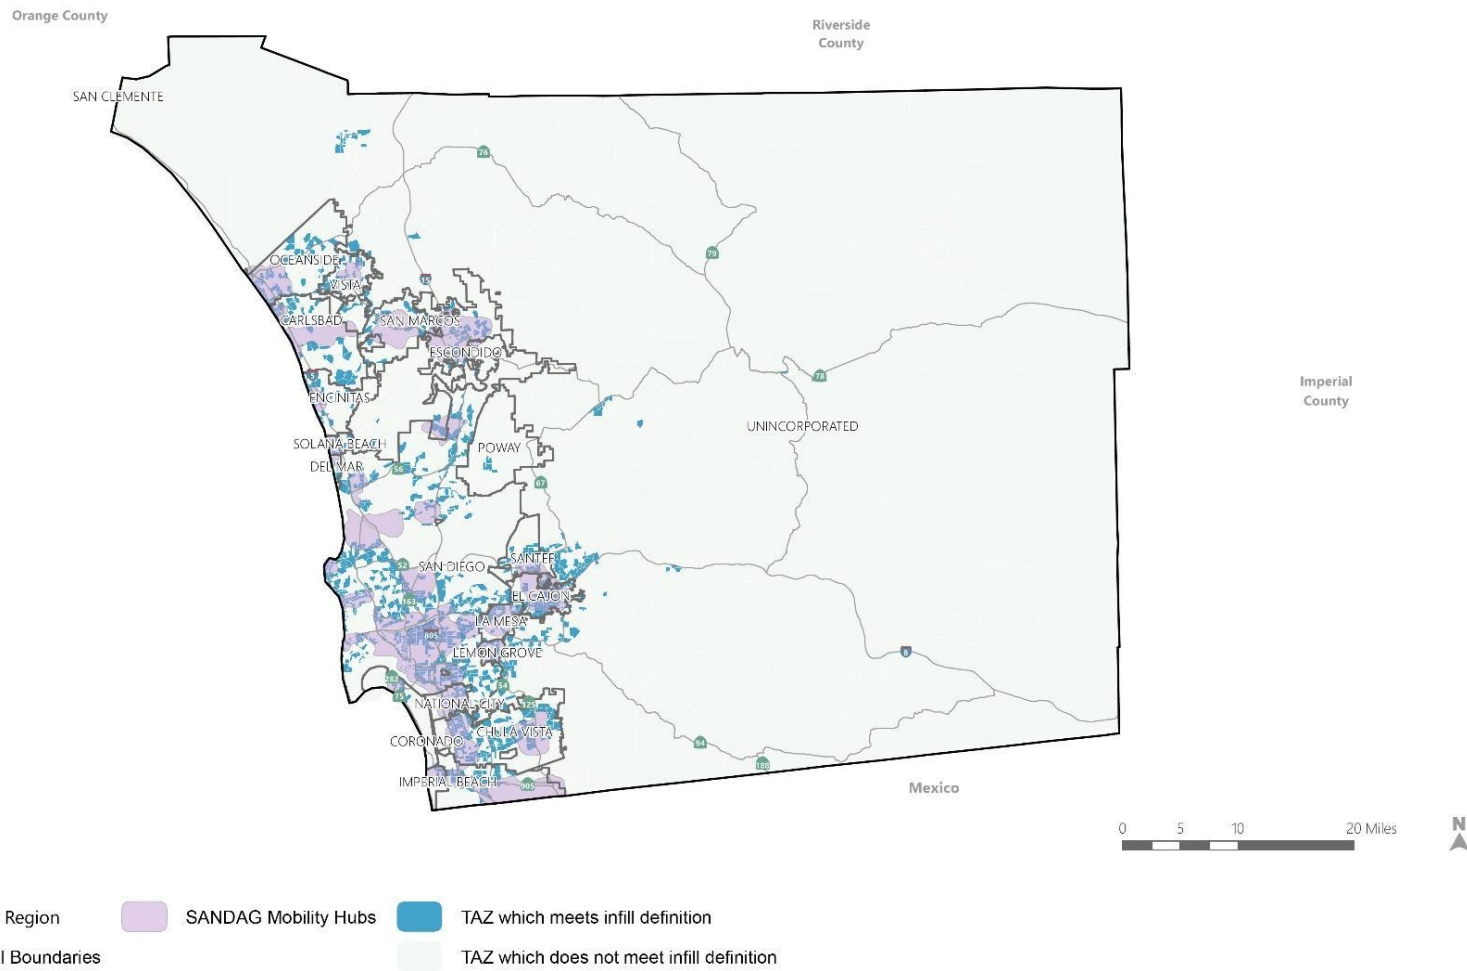 Orange County
Riverside
County
SAN CLEMENTE
76
79
OCEANSIDE
15
VISTA
CARLSBAD
SAN MARCOS
ESCONDIDO
5
78
Imperial
County
ENCINITAS
UNINCORPORATED
SOLANA BEACH
POWAY
DEL MAR
56
67
SANTEE
52
SAN DIEGO
EL CAJON
163
LA MESA
805
LEMON GROVE
8
282
54
75
NATIONAL CITY
125
CHULA VISTA
CORONADO
94
188
IMPERIAL BEACH
905
Mexico
0 5 10 20 Miles
N
Region
SANDAG Mobility Hubs
TAZ which meets infill definition
l Boundaries
TAZ which does not meet infill definition